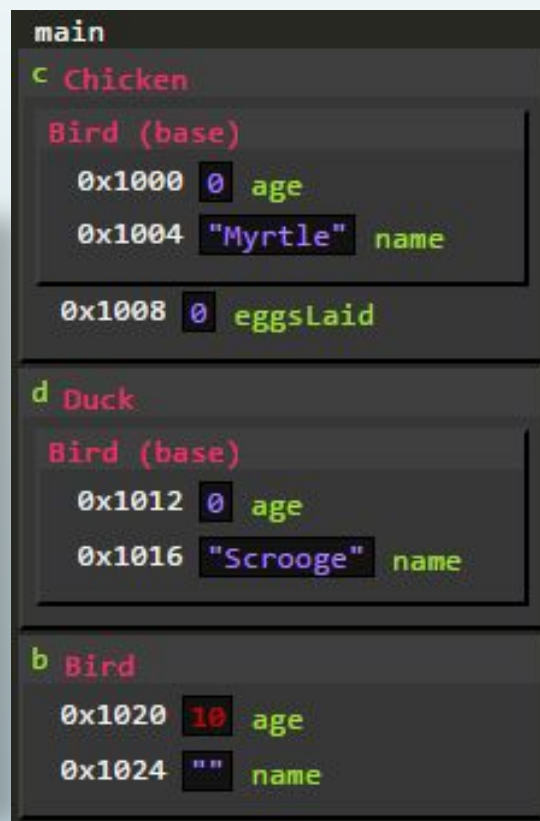 main
c Chicken
Bird (base)
0x1000 0 age
0x1004 "Myrtle" name
0x1008 0 eggsLaid
d Duck
Bird (base)
0x1012 0 age
0x1016 "Scrooge" name
b Bird
0x1020 10 age
0x1024 "" name